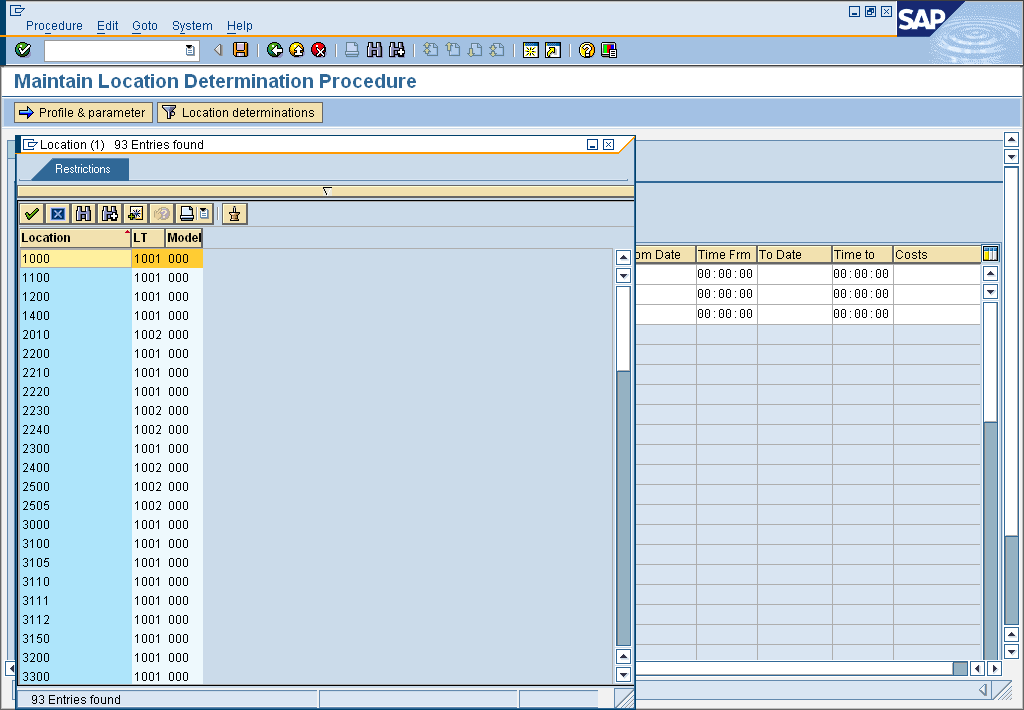 Procedure Edit Goto System Help
SAP
Maintain Location Determination Procedure
Profile & parameter Location determinations
Location (1) 93 Entries found
Restrictions
Location LT Model
om Date Time Frm To Date Time to Costs
1000 1001 000
00:00:00 00:00:00
1100 1001 000
00:00:00 00:00:00
1200 1001 000
00:00:00 00:00:00
1400 1001 000
2010 1002 000
2200 1001 000
2210 1001 000
2220 1001 000
2230 1002 000
2240 1002 000
2300 1001 000
2400 1002 000
2500 1002 000
2505 1002 000
3000 1001 000
3100 1001 000
3105 1001 000
3110 1001 000
3111 1001 000
3112 1001 000
3150 1001 000
3200 1001 000
3300 1001 000
93 Entries found